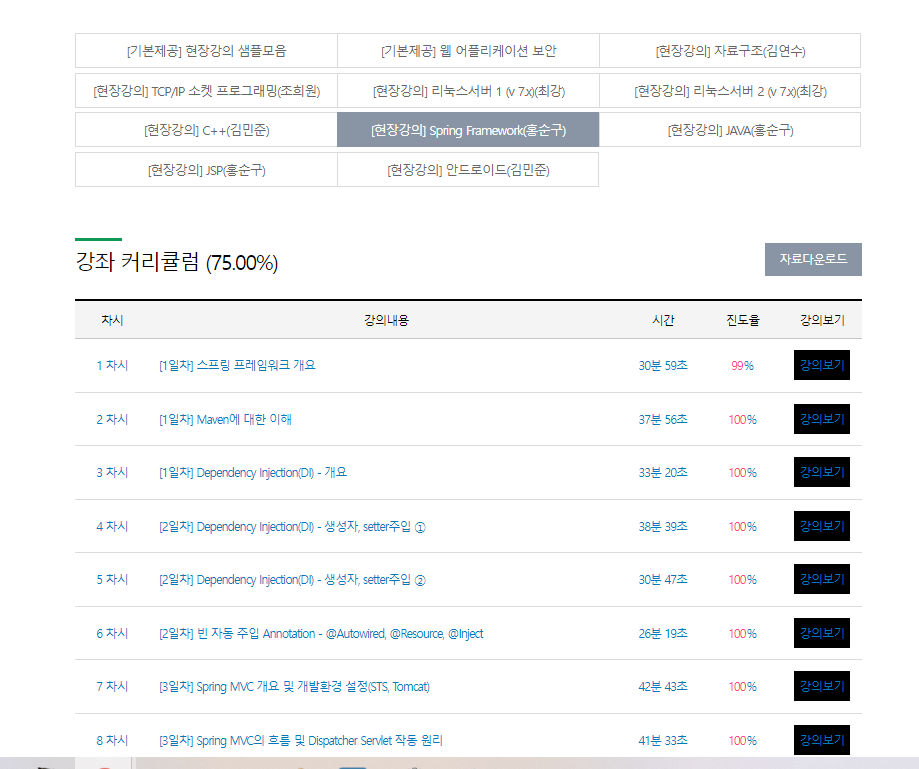 [기본제공] 현장강의 샘플모음 [기본제공] 웹 어플리케이션 보안 [현장강의] 자료구조(김연수)
[현장강의] TCP/IP 소켓 프로그래밍(조희원) [현장강의] 리눅스서버 1 (v 7.x)(최강) [현장강의] 리눅스서버 2 (v 7.x)(최강)
[현장강의] C++(김민준) [현장강의] Spring Framework(홍순구) [현장강의] JAVA(홍순구)
[현장강의] JSP(홍순구) [현장강의] 안드로이드(김민준)
강좌 커리큘럼 (75.00%) 자료다운로드
차시 강의내용 시간 진도율 강의보기
1 차시 [1일차] 스프링 프레임워크 개요 30분 59초 99% 강의보기
2 차시 [1일차] Maven에 대한 이해 37분 56초 100% 강의보기
3 차시 [1일차] Dependency Injection(DI) - 개요 33분 20초 100% 강의보기
4 차시 [2일차] Dependency Injection(DI) - 생성자, setter주입 ① 38분 39초 100% 강의보기
5 차시 [2일차] Dependency Injection(DI) - 생성자, setter주입 ② 30분 47초 100% 강의보기
6 차시 [2일차] 빈 자동 주입 Annotation - @Autowired, @Resource, @Inject 26분 19초 100% 강의보기
7 차시 [3일차] Spring MVC 개요 및 개발환경 설정(STS, Tomcat) 42분 43초 100% 강의보기
8 차시 [3일차] Spring MVC의 흐름 및 Dispatcher Servlet 작동 원리 41분 33초 100% 강의보기